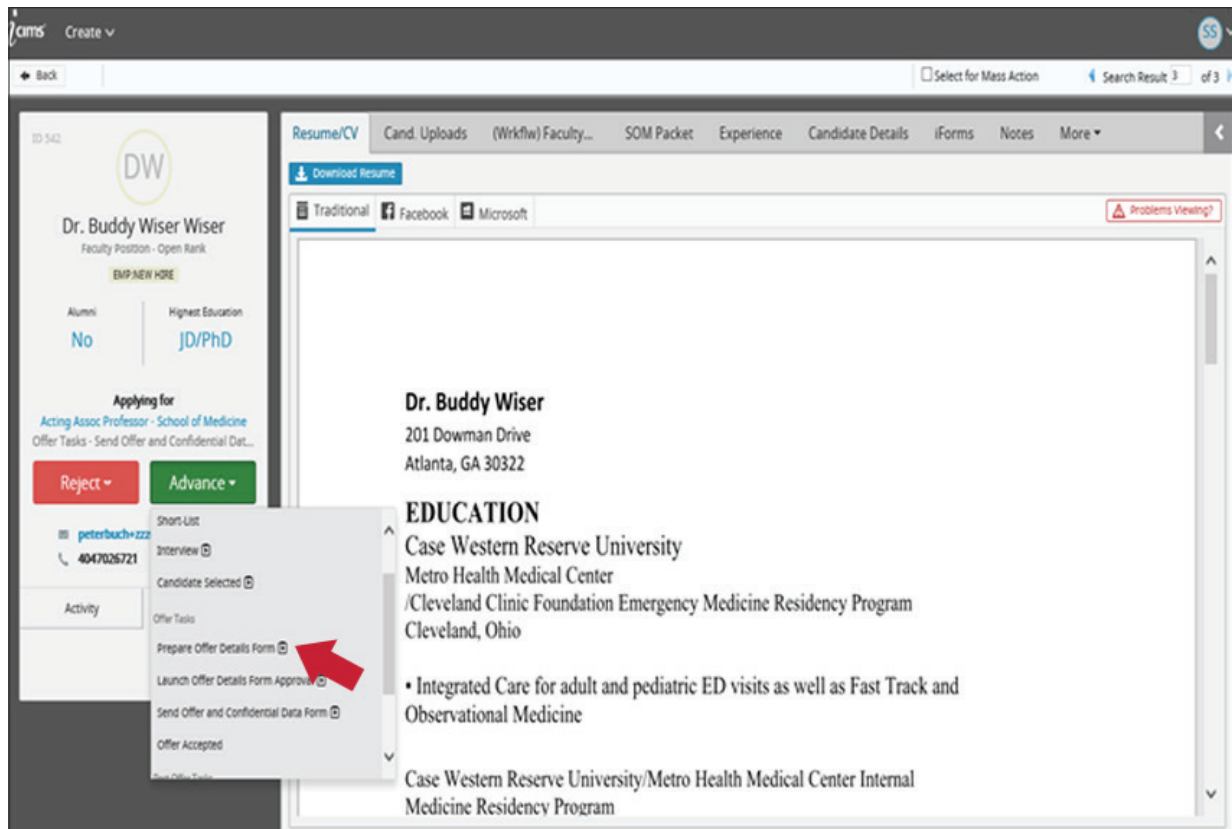 icims Create
Back
Select for Mass Action Search Result 3 of 3
ID 542
DW
Dr. Buddy Wiser Wiser
Faculty Position - Open Rank
EMP:NEW HIRE
Alumni Highest Education
No JD/PhD
Applying for
Acting Assoc Professor - School of Medicine
Offer Tasks - Send Offer and Confidential Dat...
Reject Advance
peterbuch+zzz
4047026721
Activity
Short-List
Interview
Candidate Selected
Offer Tasks
Prepare Offer Details Form
Launch Offer Details Form Approval
Send Offer and Confidential Data Form
Offer Accepted
Post Offer Tasks
SS
Resume/CV Cand. Uploads (Wrkflw) Faculty... SOM Packet Experience Candidate Details iForms Notes More
Download Resume
Traditional Facebook Microsoft Problems Viewing?
Dr. Buddy Wiser
201 Dowman Drive
Atlanta, GA 30322
EDUCATION
Case Western Reserve University
Metro Health Medical Center
/Cleveland Clinic Foundation Emergency Medicine Residency Program
Cleveland, Ohio
• Integrated Care for adult and pediatric ED visits as well as Fast Track and
Observational Medicine
Case Western Reserve University/Metro Health Medical Center Internal
Medicine Residency Program